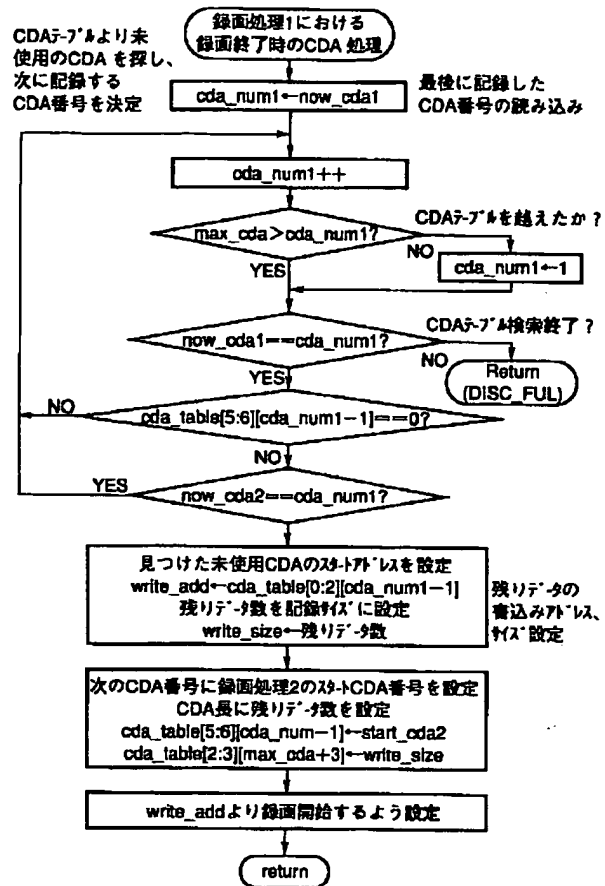 録画処理1における
録画終了時のCDA 処理
CDAテーブルより未
使用のCDA を探し、
次に記録する
CDA番号を決定
cda_num1←now_cda1
最後に記録した
CDA番号の読み込み
cda_num1++
max_cda>cda_num1?
CDAテーブルを越えたか?
NO
YES
cda_num1←1
now_cda1==cda_num1?
CDAテーブル検索終了?
NO
YES
Return
(DISC_FUL)
NO
cda_table[5:6][cda_num1−1]==0?
NO
YES
now_cda2==cda_num1?
見つけた未使用CDAのスタートアドレスを設定
write_add←cda_table[0:2][cda_num1−1]
残りデータ数を記録サイズに設定
write_size←残りデータ数
残りデータの
書込みアドレス、
サイズ設定
次のCDA番号に録画処理2のスタートCDA番号を設定
CDA長に残りデータ数を設定
cda_table[5:6][cda_num−1]←start_cda2
cda_table[2:3][max_cda+3]←write_size
write_addより録画開始するよう設定
return